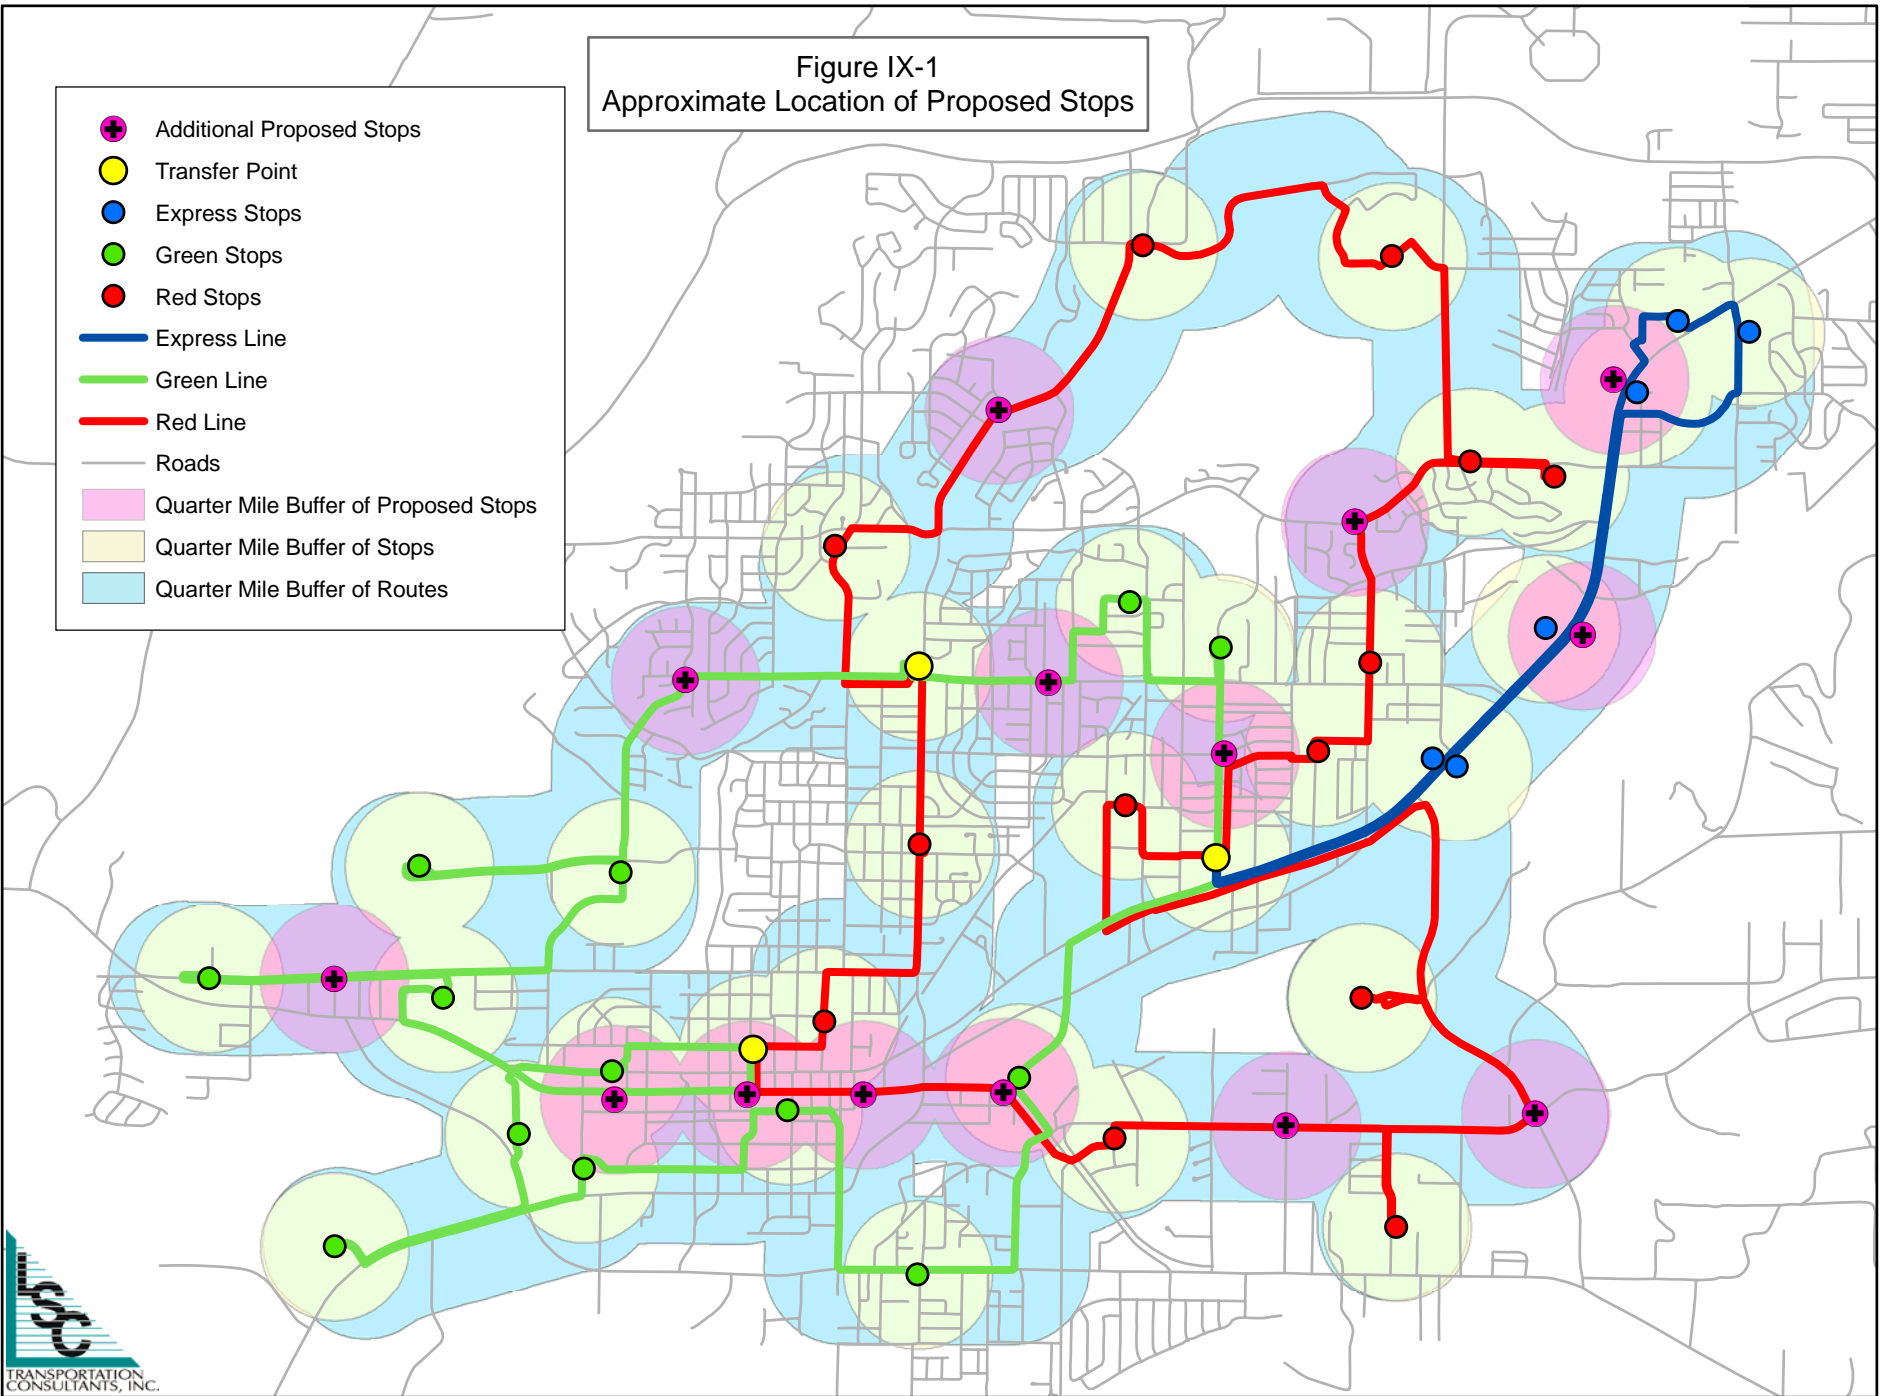 Figure IX-1
Approximate Location of Proposed Stops
Additional Proposed Stops
Transfer Point
Express Stops
Green Stops
Red Stops
Express Line
Green Line
Red Line
Roads
Quarter Mile Buffer of Proposed Stops
Quarter Mile Buffer of Stops
Quarter Mile Buffer of Routes
LSC
TRANSPORTATION
CONSULTANTS, INC.